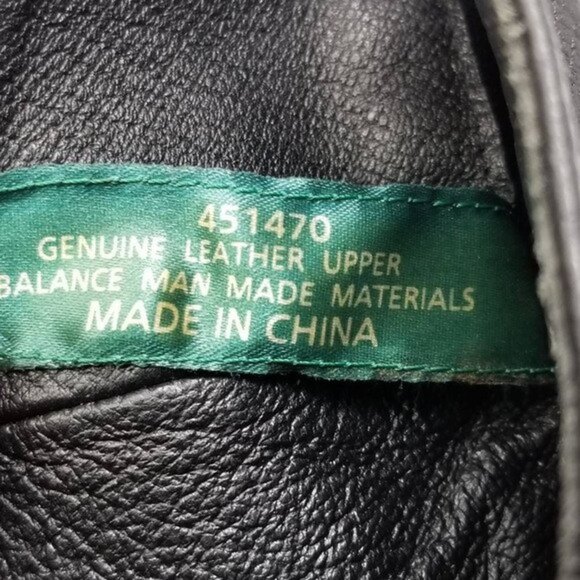 451470
GENUINE LEATHER UPPER
BALANCE MAN MADE MATERIALS
MADE IN CHINA